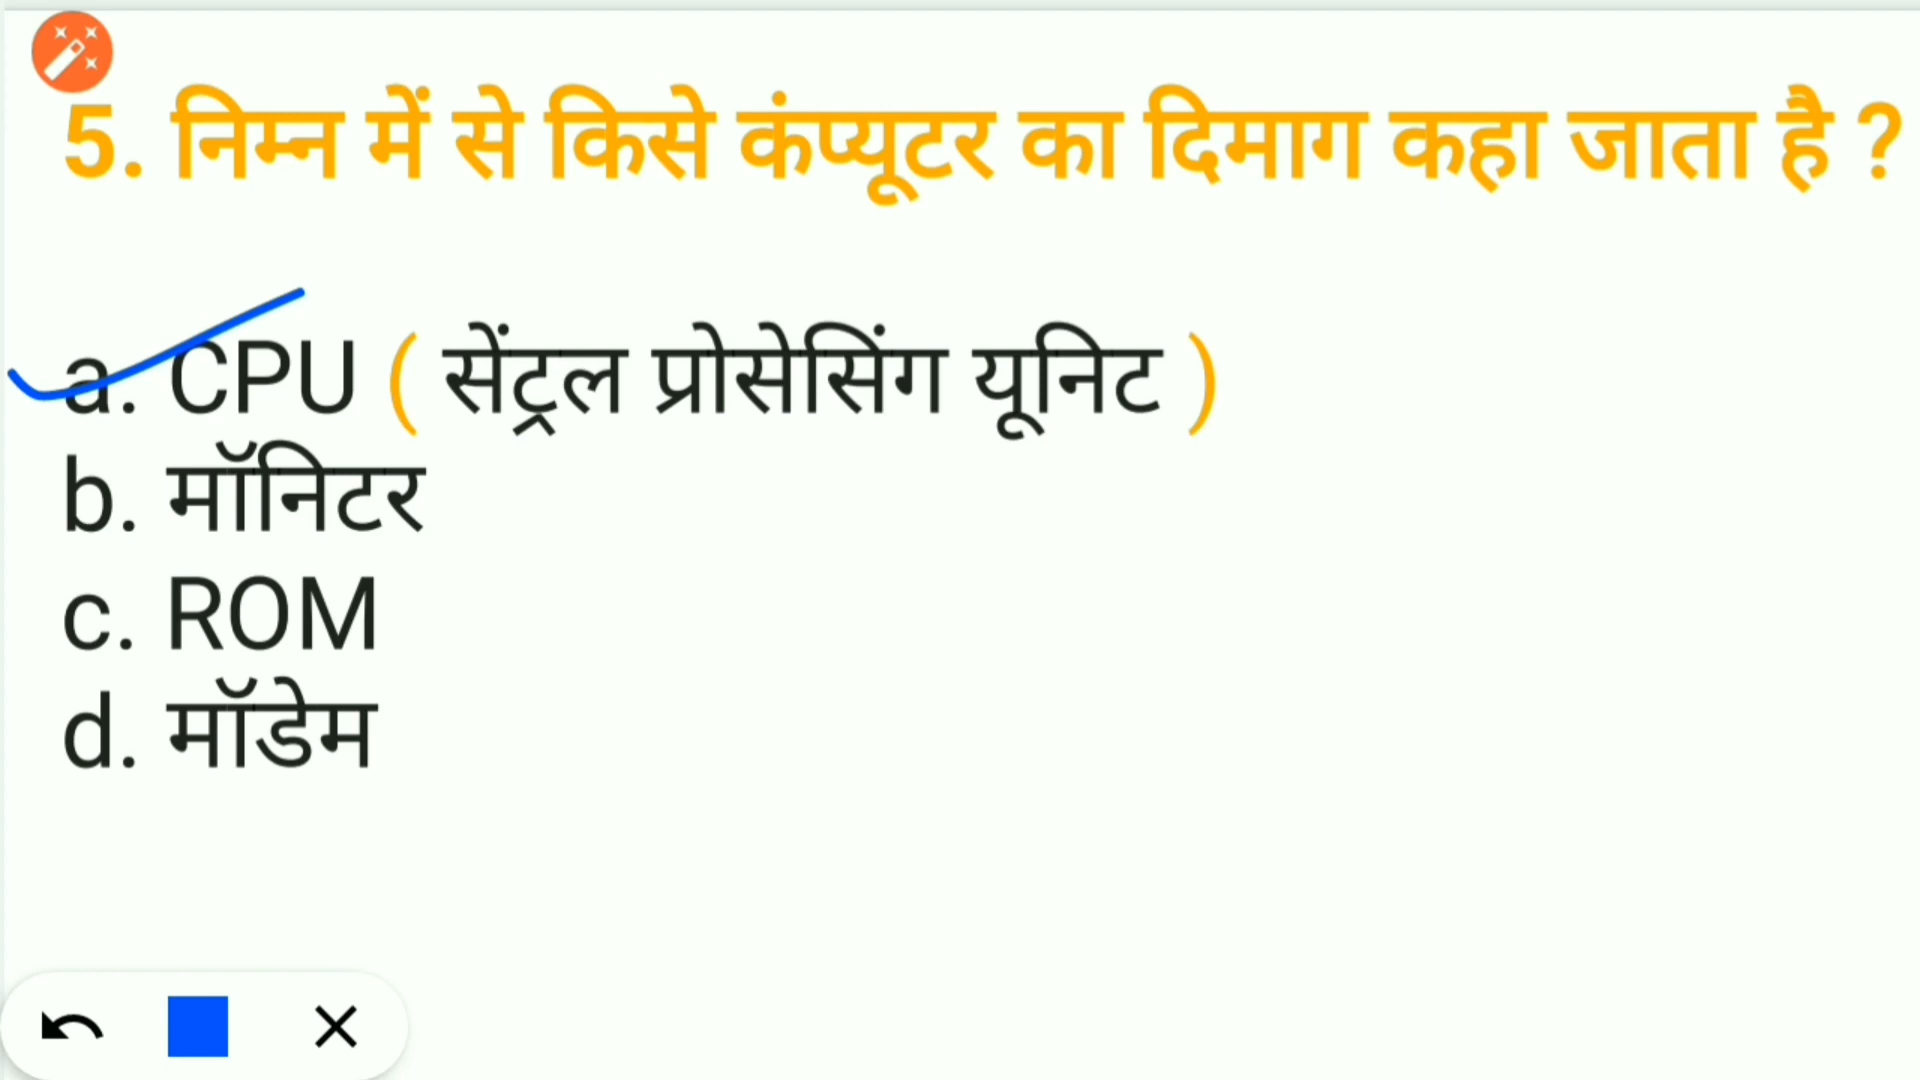 5. निम्न में से किसे कंप्यूटर का दिमाग कहा जाता है ?
a. CPU ( सेंट्रल प्रोसेसिंग यूनिट )
b. मॉनिटर
c. ROM
d. मॉडेम